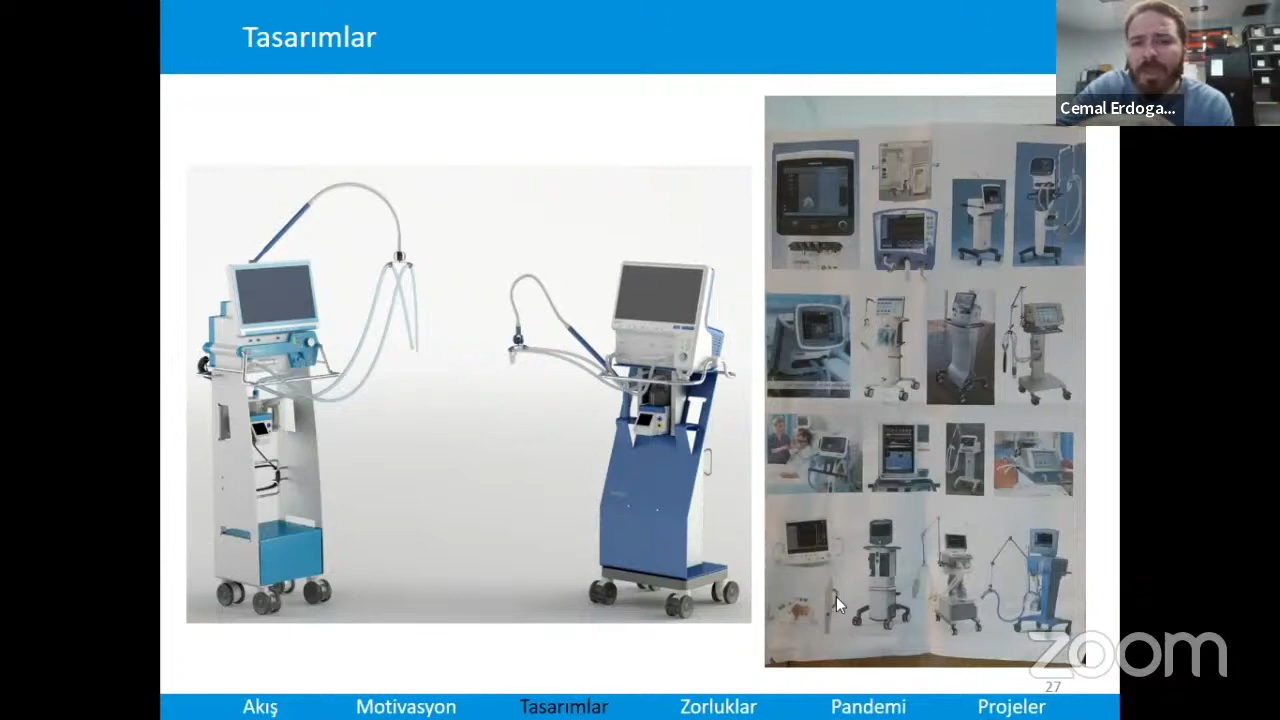 Tasarımlar
Cemal Erdoga...
zoom
27
Akış Motivasyon Tasarımlar Zorluklar Pandemi Projeler